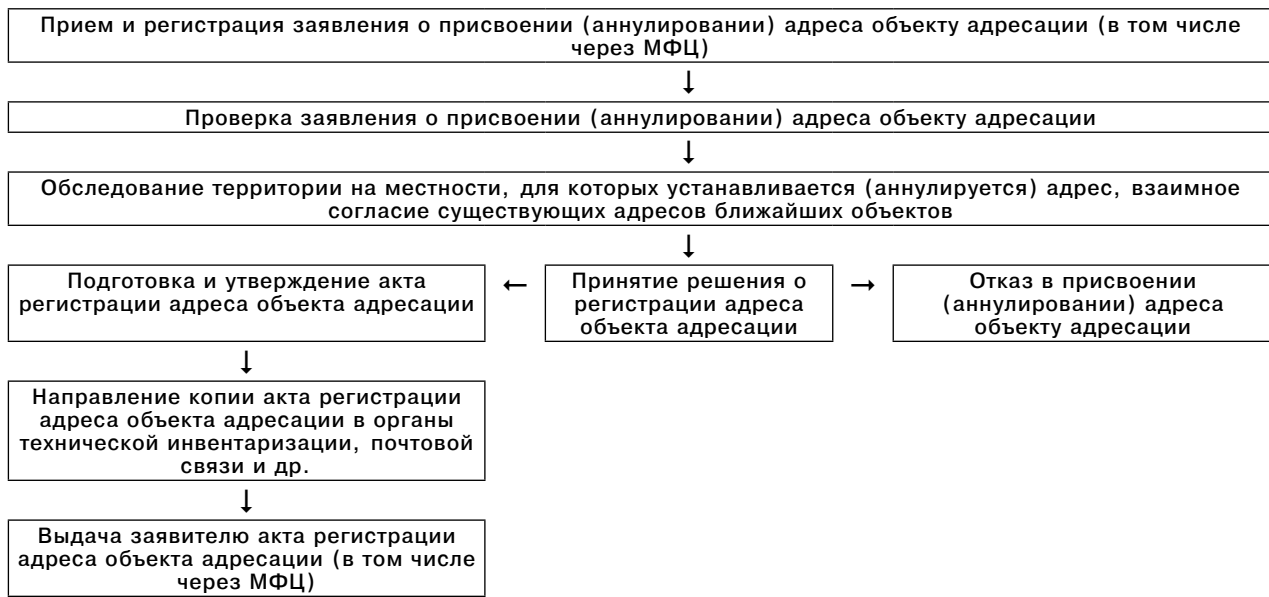 Прием и регистрация заявления о присвоении (аннулировании) адреса объекту адресации (в том числе
через МФЦ)
Проверка заявления о присвоении (аннулировании) адреса объекту адресации
Обследование территории на местности, для которых устанавливается (аннулируется) адрес, взаимное
согласие существующих адресов ближайших объектов
Подготовка и утверждение акта
регистрации адреса объекта адресации
Принятие решения о
регистрации адреса
объекта адресации
Отказ в присвоении
(аннулировании) адреса
объекту адресации
Направление копии акта регистрации
адреса объекта адресации в органы
технической инвентаризации, почтовой
связи и др.
Выдача заявителю акта регистрации
адреса объекта адресации (в том числе
через МФЦ)